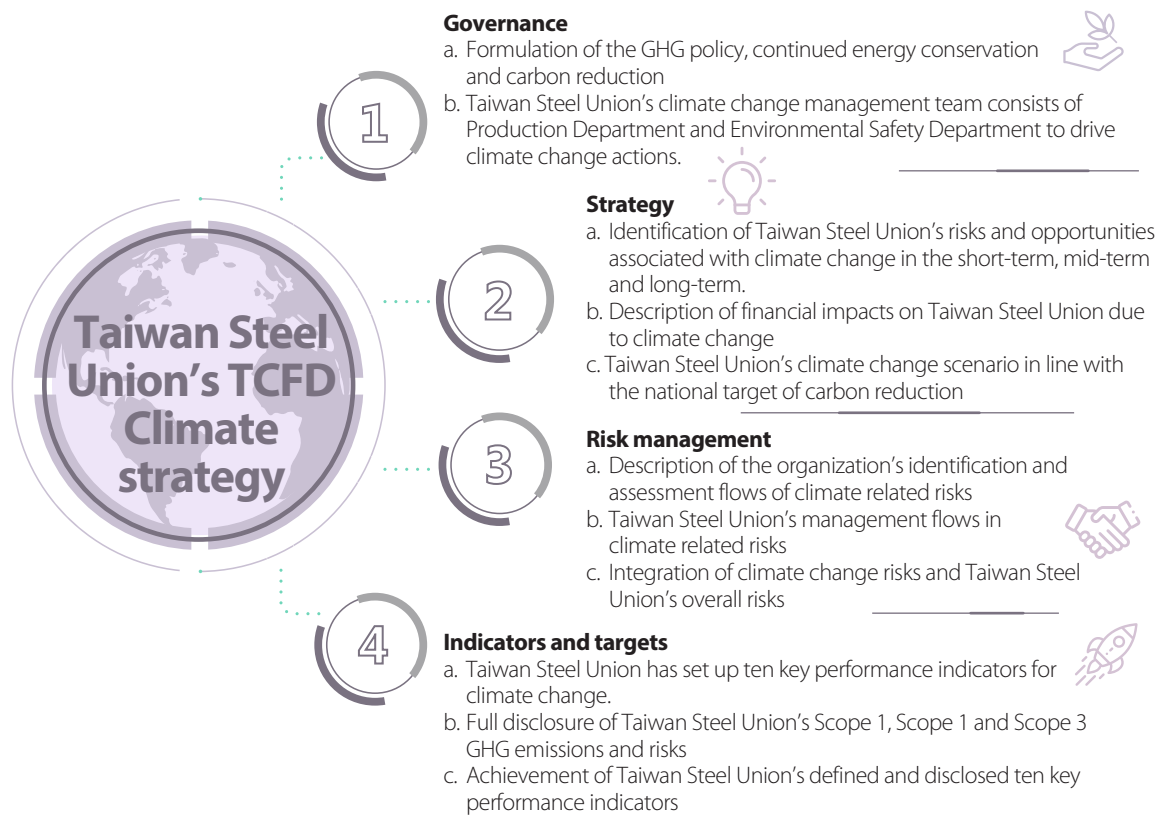 Taiwan Steel
Union's TCFD
Climate
strategy
1
Governance
a. Formulation of the GHG policy, continued energy conservation
and carbon reduction
b. Taiwan Steel Union's climate change management team consists of
Production Department and Environmental Safety Department to drive
climate change actions.
2
Strategy
a. Identification of Taiwan Steel Union's risks and opportunities
associated with climate change in the short-term, mid-term
and long-term.
b. Description of financial impacts on Taiwan Steel Union due
to climate change
c. Taiwan Steel Union's climate change scenario in line with
the national target of carbon reduction
3
Risk management
a. Description of the organization's identification and
assessment flows of climate related risks
b. Taiwan Steel Union's management flows in
climate related risks
c. Integration of climate change risks and Taiwan Steel
Union's overall risks
4
Indicators and targets
a. Taiwan Steel Union has set up ten key performance indicators for
climate change.
b. Full disclosure of Taiwan Steel Union's Scope 1, Scope 1 and Scope 3
GHG emissions and risks
c. Achievement of Taiwan Steel Union's defined and disclosed ten key
performance indicators